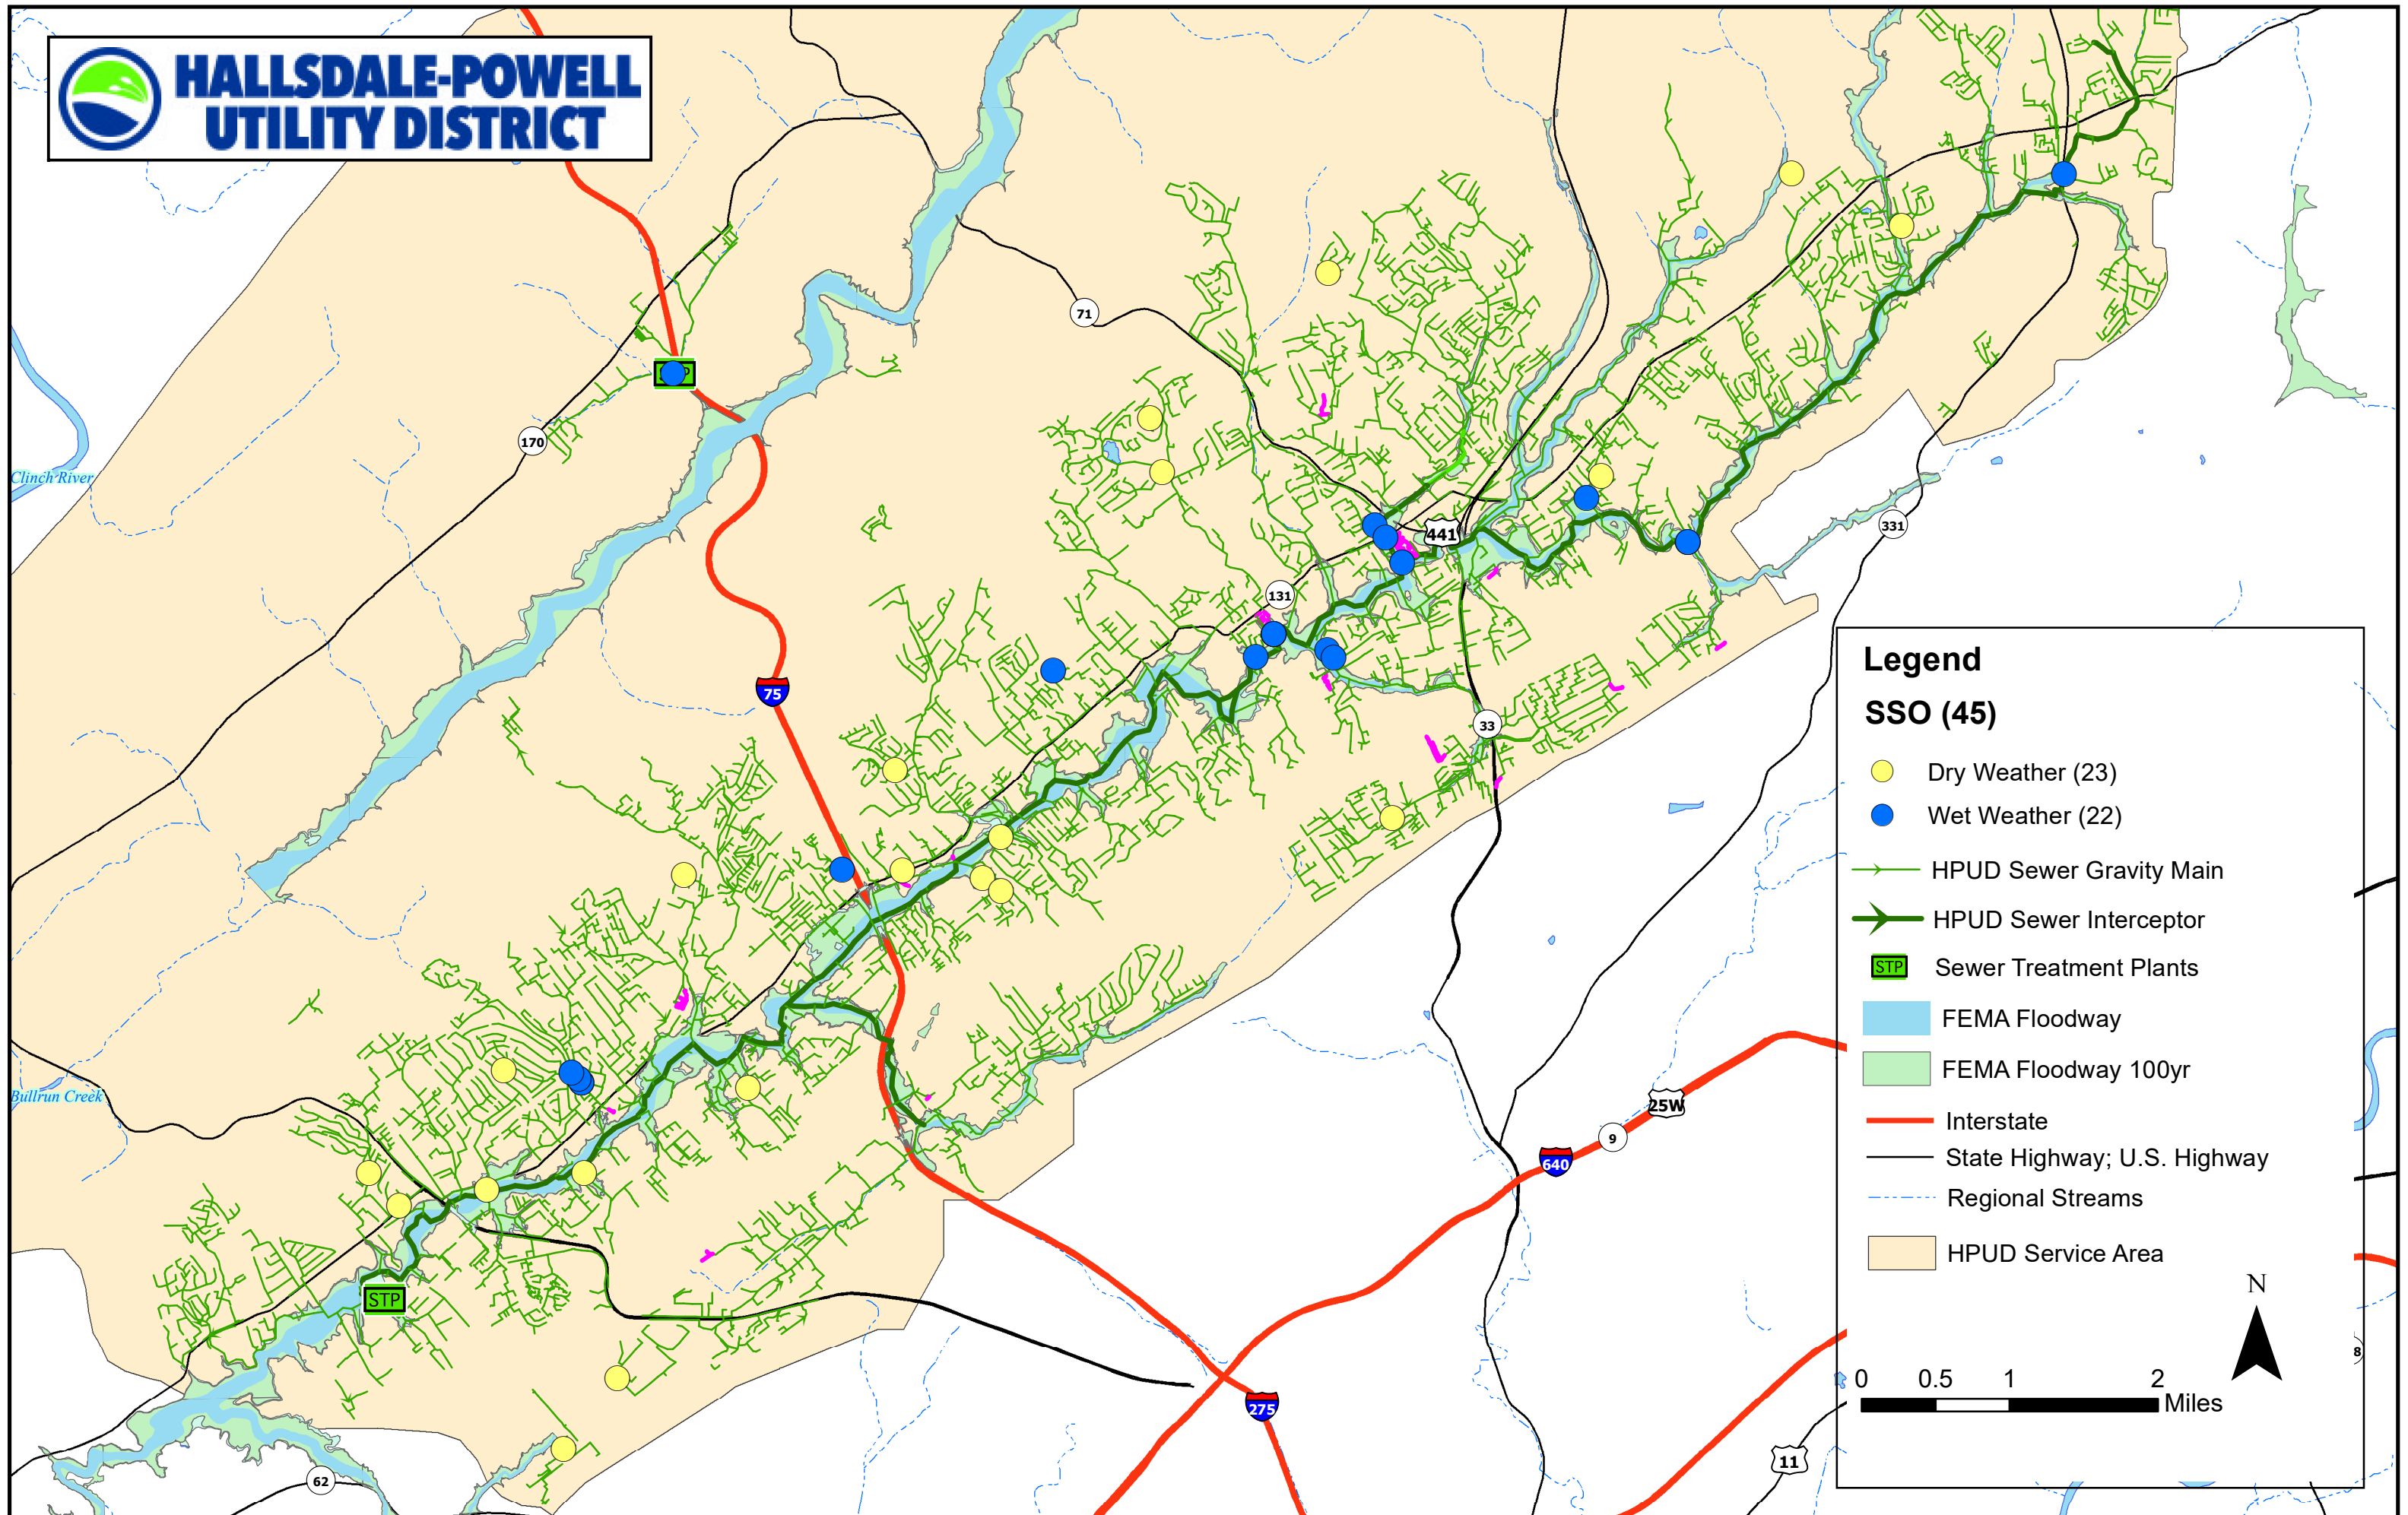 HALLSDALE-POWELL
UTILITY DISTRICT
71
170
Clinch River
441
331
131
75
33
Legend
SSO (45)
Dry Weather (23)
Wet Weather (22)
HPUD Sewer Gravity Main
HPUD Sewer Interceptor
STP
Sewer Treatment Plants
FEMA Floodway
FEMA Floodway 100yr
Interstate
State Highway; U.S. Highway
Regional Streams
HPUD Service Area
N
0 0.5 1 2
Miles
Bullrun Creek
25W
9
640
STP
8
275
11
62